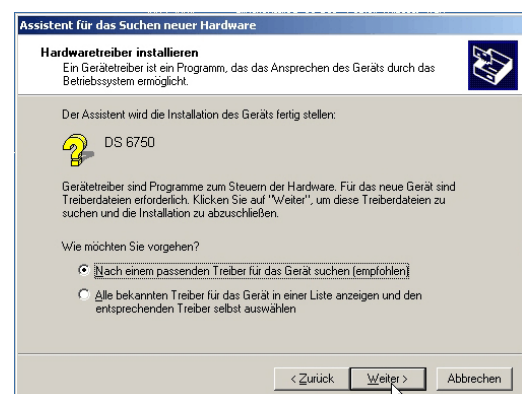 Assistent für das Suchen neuer Hardware
Hardwaretreiber installieren
Ein Gerätetreiber ist ein Programm, das das Ansprechen des Geräts durch das
Betriebssystem ermöglicht.
Der Assistent wird die Installation des Geräts fertig stellen:
DS 6750
Gerätetreiber sind Programme zum Steuern der Hardware. Für das neue Gerät sind
Treiberdateien erforderlich. Klicken Sie auf "Weiter", um diese Treiberdateien zu
suchen und die Installation zu abzuschließen.
Wie möchten Sie vorgehen?
Nach einem passenden Treiber für das Gerät suchen (empfohlen)
Alle bekannten Treiber für das Gerät in einer Liste anzeigen und den
entsprechenden Treiber selbst auswählen
< Zurück Weiter > Abbrechen